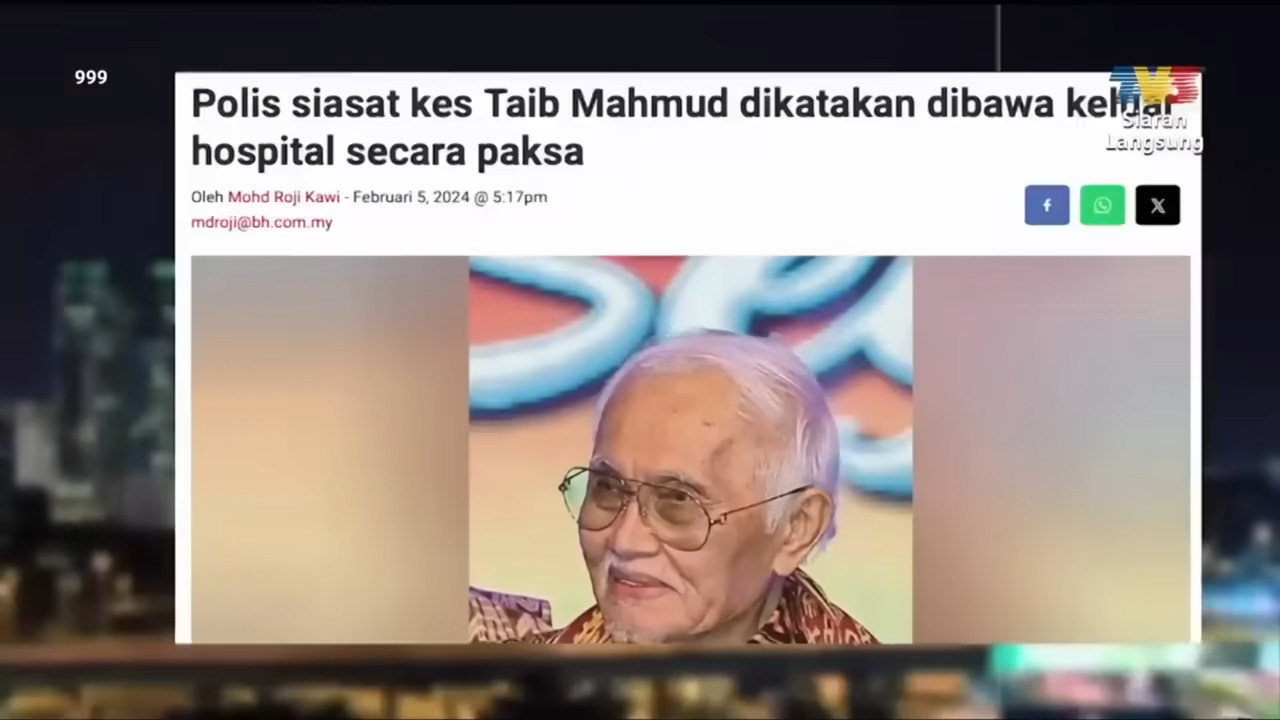 999
Polis siasat kes Taib Mahmud dikatakan dibawa keluar
hospital secara paksa
TV3
Siaran
Langsung
Oleh Mohd Roji Kawi - Februari 5, 2024 @ 5:17pm
mdroji@bh.com.my